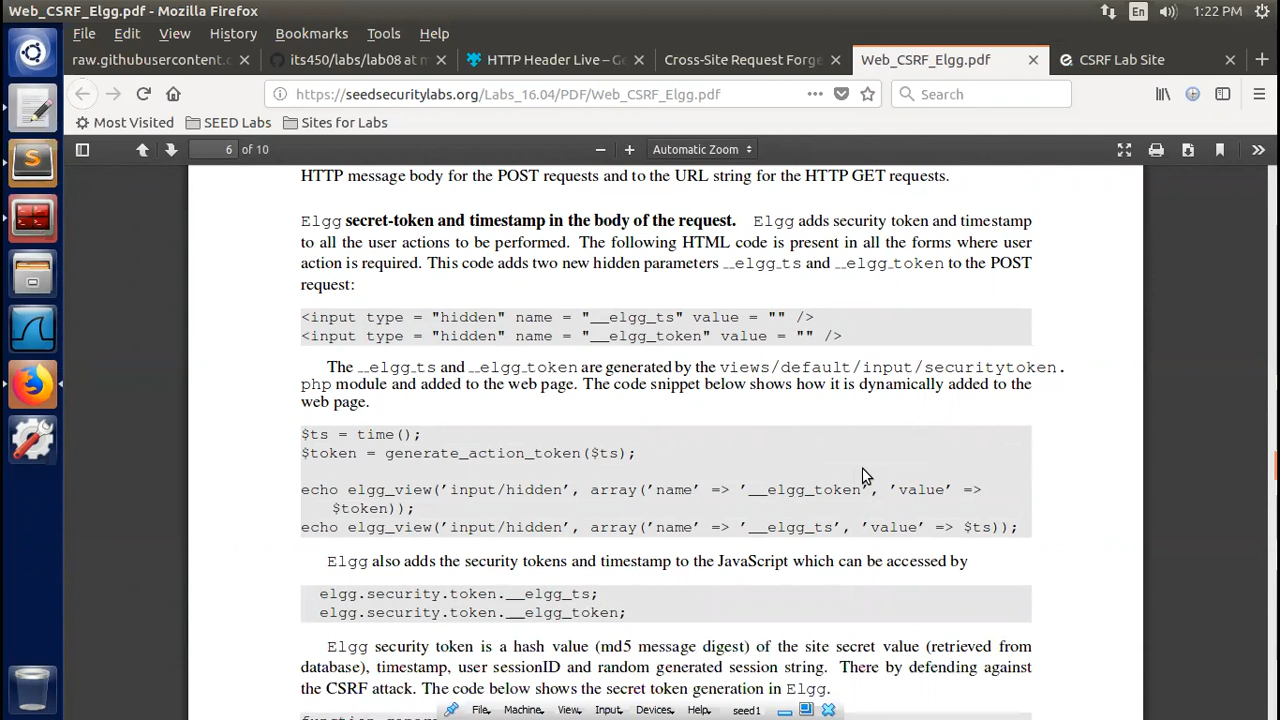 Web_CSRF_Elgg.pdf - Mozilla Firefox
En
1:22 PM
File Edit View History Bookmarks Tools Help
raw.githubusercontent.c
its450/labs/lab08 at m
HTTP Header Live – Ge
Cross-Site Request Forge
Web_CSRF_Elgg.pdf
CSRF Lab Site
https://seedsecuritylabs.org/Labs_16.04/PDF/Web_CSRF_Elgg.pdf
Search
Most Visited SEED Labs Sites for Labs
6 of 10
Automatic Zoom
HTTP message body for the POST requests and to the URL string for the HTTP GET requests.
Elgg secret-token and timestamp in the body of the request. Elgg adds security token and timestamp
to all the user actions to be performed. The following HTML code is present in all the forms where user
action is required. This code adds two new hidden parameters __elgg_ts and __elgg_token to the POST
request:
<input type = "hidden" name = "__elgg_ts" value = "" />
<input type = "hidden" name = "__elgg_token" value = "" />
The __elgg_ts and __elgg_token are generated by the views/default/input/securitytoken.
php module and added to the web page. The code snippet below shows how it is dynamically added to the
web page.
$ts = time();
$token = generate_action_token($ts);
echo elgg_view(’input/hidden’, array(’name’ => ’__elgg_token’, ’value’ =>
$token));
echo elgg_view(’input/hidden’, array(’name’ => ’__elgg_ts’, ’value’ => $ts));
Elgg also adds the security tokens and timestamp to the JavaScript which can be accessed by
elgg.security.token.__elgg_ts;
elgg.security.token.__elgg_token;
Elgg security token is a hash value (md5 message digest) of the site secret value (retrieved from
database), timestamp, user sessionID and random generated session string. There by defending against
the CSRF attack. The code below shows the secret token generation in Elgg.
File, Machine, View, Input, Devices, Help, seed1